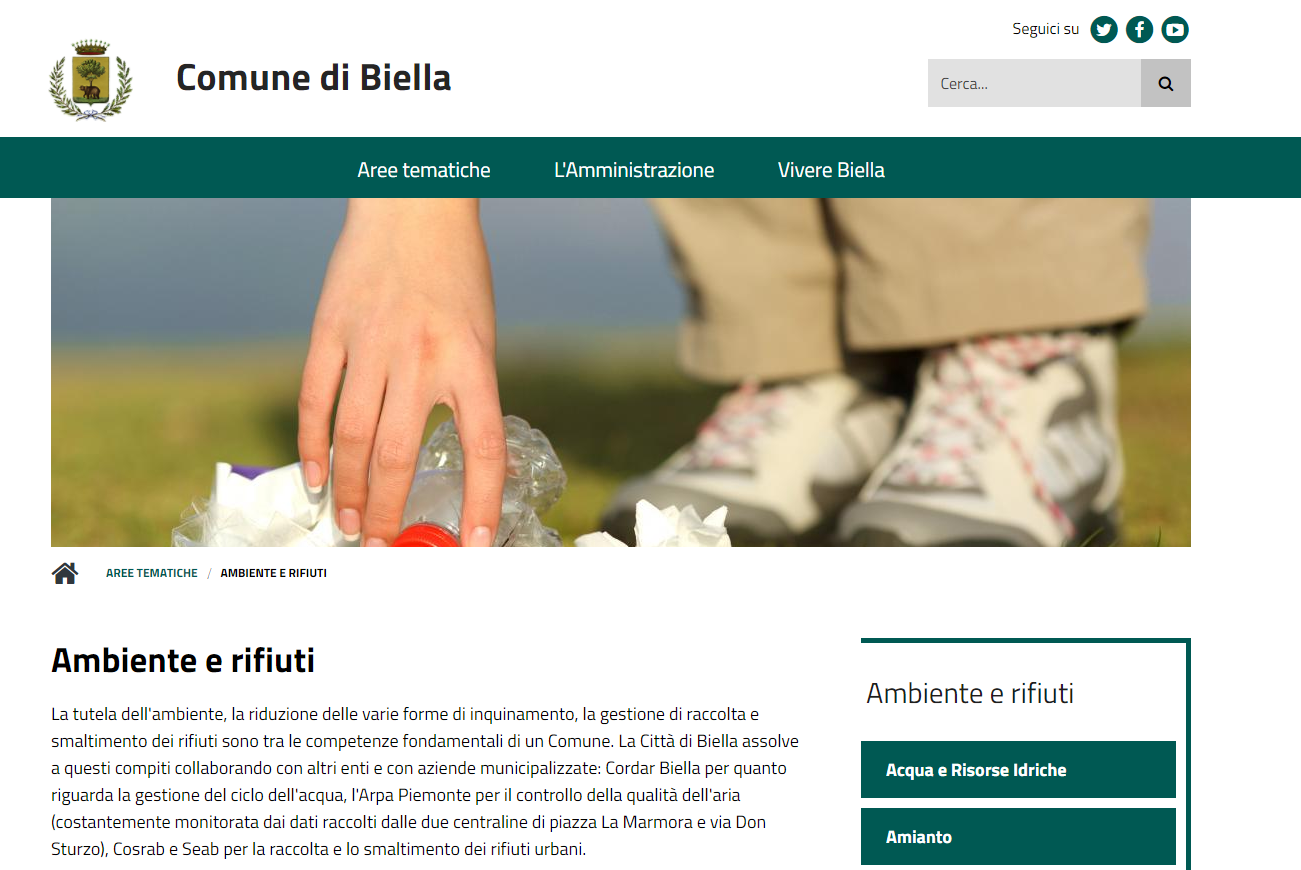 Seguici su
Comune di Biella
Cerca...
Aree tematiche
L'Amministrazione
Vivere Biella
AREE TEMATICHE / AMBIENTE E RIFIUTI
Ambiente e rifiuti
La tutela dell'ambiente, la riduzione delle varie forme di inquinamento, la gestione di raccolta e
smaltimento dei rifiuti sono tra le competenze fondamentali di un Comune. La Città di Biella assolve
a questi compiti collaborando con altri enti e con aziende municipalizzate: Cordar Biella per quanto
riguarda la gestione del ciclo dell'acqua, l'Arpa Piemonte per il controllo della qualità dell'aria
(costantemente monitorata dai dati raccolti dalle due centraline di piazza La Marmora e via Don
Sturzo), Cosrab e Seab per la raccolta e lo smaltimento dei rifiuti urbani.
Ambiente e rifiuti
Acqua e Risorse Idriche
Amianto